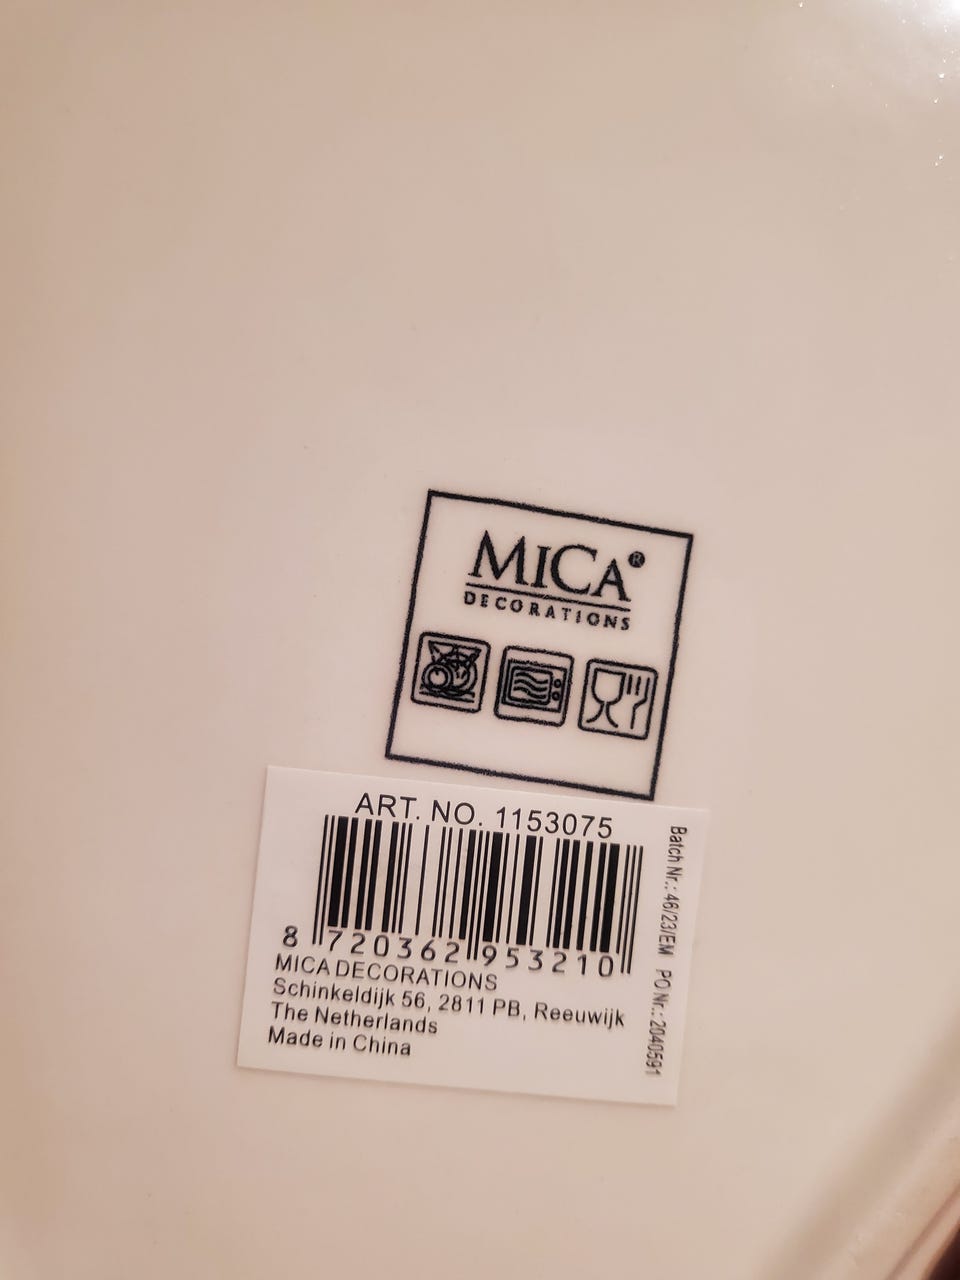 MICA®
DECORATIONS
ART. NO. 1153075
8 720362 953210
MICA DECORATIONS
Schinkeldijk 56, 2811 PB, Reeuwijk
The Netherlands
Made in China
Batch Nr.: 46/23/EM PO Nr.: 2040591